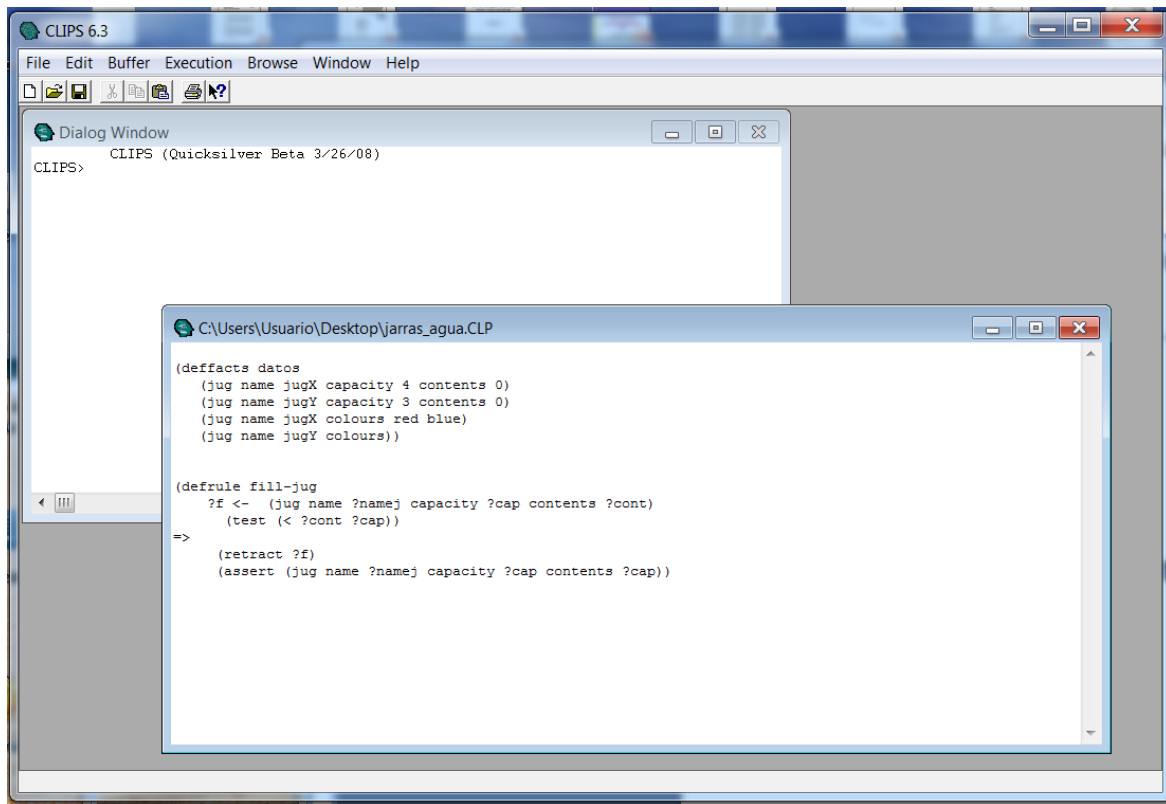 CLIPS 6.3
File Edit Buffer Execution Browse Window Help
Dialog Window
CLIPS (Quicksilver Beta 3/26/08)
CLIPS>
C:\Users\Usuario\Desktop\jarras_agua.CLP
(deffacts datos
(jug name jugX capacity 4 contents 0)
(jug name jugY capacity 3 contents 0)
(jug name jugX colours red blue)
(jug name jugY colours))
(defrule fill-jug
?f <- (jug name ?namej capacity ?cap contents ?cont)
(test (< ?cont ?cap))
=>
(retract ?f)
(assert (jug name ?namej capacity ?cap contents ?cap))